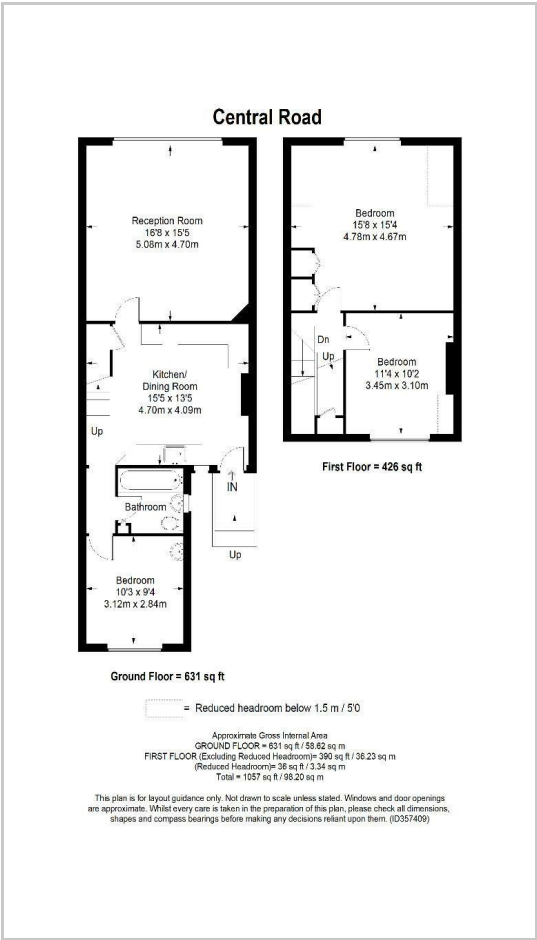 Central Road
Reception Room
16'8 x 15'5
5.08m x 4.70m
Bedroom
15'8 x 15'4
4.78m x 4.67m
Kitchen/
Dining Room
15'5 x 13'5
4.70m x 4.09m
Up
Dn
Up
Bedroom
11'4 x 10'2
3.45m x 3.10m
First Floor = 426 sq ft
IN
Bathroom
Up
Bedroom
10'3 x 9'4
3.12m x 2.84m
Ground Floor = 631 sq ft
= Reduced headroom below 1.5 m / 5'0
Approximate Gross Internal Area
GROUND FLOOR = 631 sq ft / 58.62 sq m
FIRST FLOOR (Excluding Reduced Headroom)= 390 sq ft / 36.23 sq m
(Reduced Headroom)= 36 sq ft / 3.34 sq m
Total = 1057 sq ft / 98.20 sq m
This plan is for layout guidance only. Not drawn to scale unless stated. Windows and door openings
are approximate. Whilst every care is taken in the preparation of this plan, please check all dimensions,
shapes and compass bearings before making any decisions reliant upon them. (ID357409)